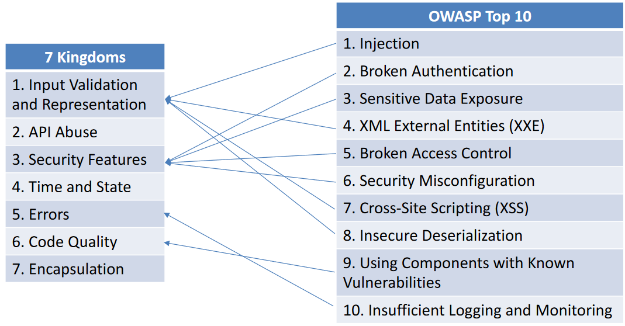 7 Kingdoms
1. Input Validation
and Representation
2. API Abuse
3. Security Features
4. Time and State
5. Errors
6. Code Quality
7. Encapsulation
OWASP Top 10
1. Injection
2. Broken Authentication
3. Sensitive Data Exposure
4. XML External Entities (XXE)
5. Broken Access Control
6. Security Misconfiguration
7. Cross-Site Scripting (XSS)
8. Insecure Deserialization
9. Using Components with Known
Vulnerabilities
10. Insufficient Logging and Monitoring